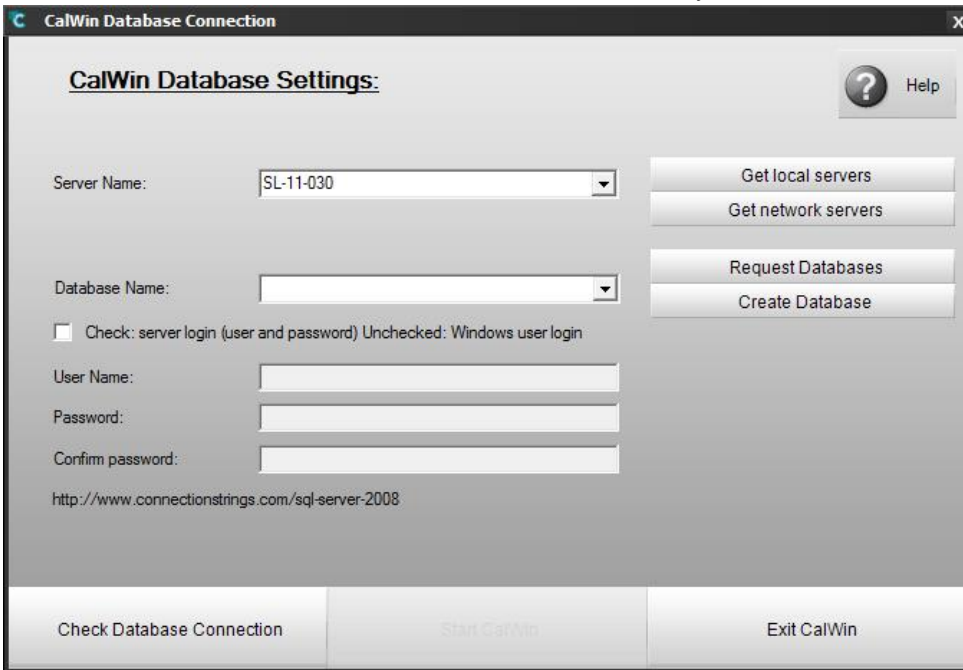 CalWin Database Connection
X
CalWin Database Settings:
? Help
Server Name:
SL-11-030
Get local servers
Get network servers
Request Databases
Database Name:
Create Database
Check: server login (user and password) Unchecked: Windows user login
User Name:
Password:
Confirm password:
http://www.connectionstrings.com/sql-server-2008
Check Database Connection
Start CalWin
Exit CalWin